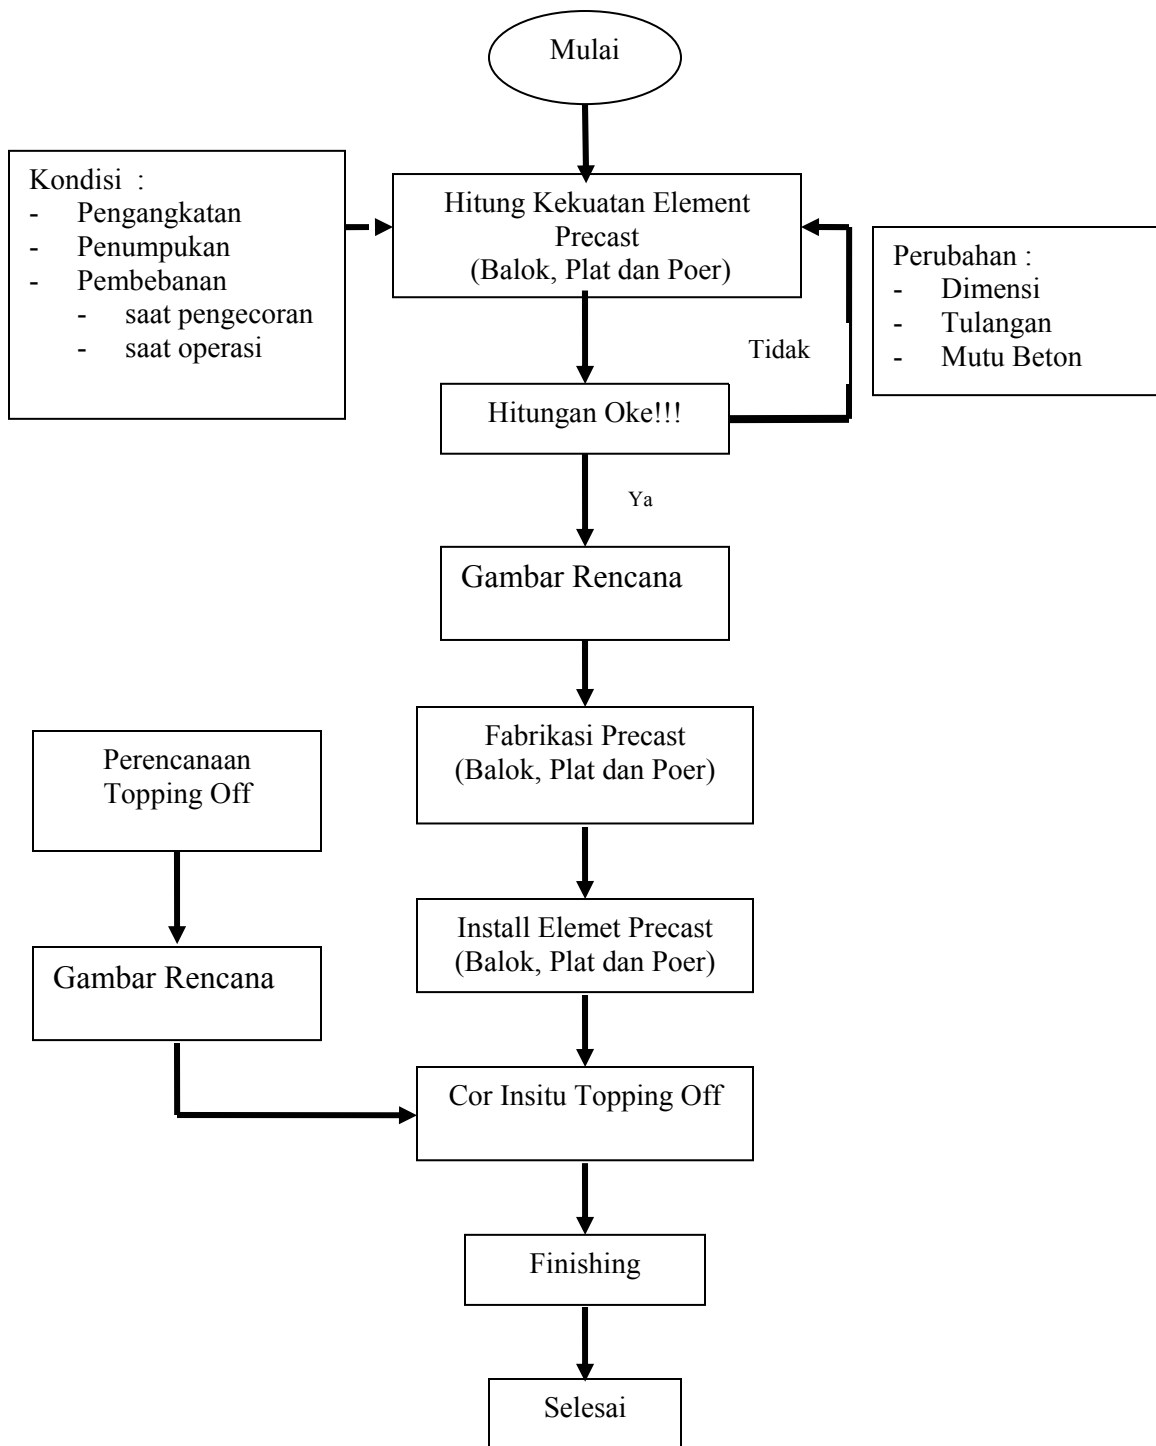 Mulai
Kondisi :
- Pengangkatan
- Penumpukan
- Pembebanan
- saat pengecoran
- saat operasi
Hitung Kekuatan Element
Precast
(Balok, Plat dan Poer)
Perubahan :
- Dimensi
- Tulangan
- Mutu Beton
Tidak
Hitungan Oke!!!
Ya
Gambar Rencana
Fabrikasi Precast
(Balok, Plat dan Poer)
Perencanaan
Topping Off
Install Elemet Precast
(Balok, Plat dan Poer)
Gambar Rencana
Cor Insitu Topping Off
Finishing
Selesai